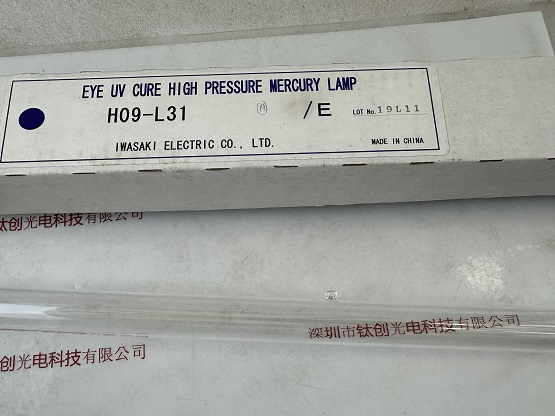 EYE UV CURE HIGH PRESSURE MERCURY LAMP
H09-L31 /E LOT No. 19L11
IWASAKI ELECTRIC CO., LTD. MADE IN CHINA
钛创光电科技有限公司
深圳市钛创光电科技有限公司
创光电科技有限公司